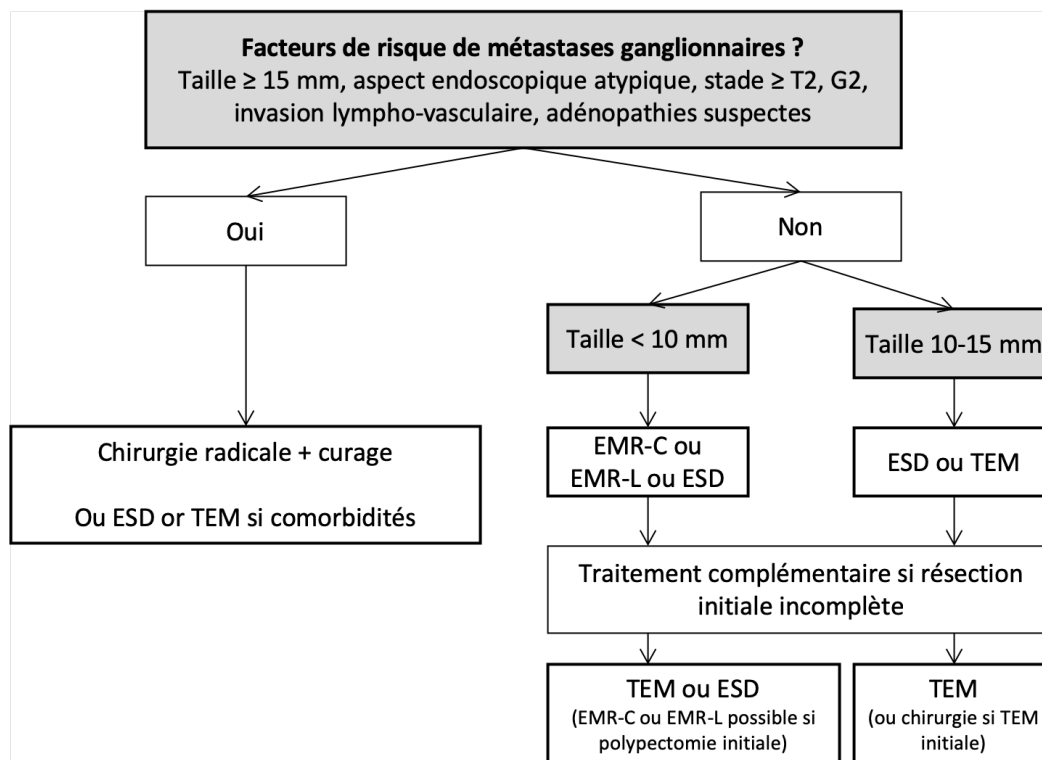 Facteurs de risque de métastases ganglionnaires ?
Taille ≥ 15 mm, aspect endoscopique atypique, stade ≥ T2, G2,
invasion lympho-vasculaire, adénopathies suspectes
Oui
Non
Taille < 10 mm
Taille 10-15 mm
Chirurgie radicale + curage
Ou ESD or TEM si comorbidités
EMR-C ou
EMR-L ou ESD
ESD ou TEM
Traitement complémentaire si résection
initiale incomplète
TEM ou ESD
(EMR-C ou EMR-L possible si
polypectomie initiale)
TEM
(ou chirurgie si TEM
initiale)